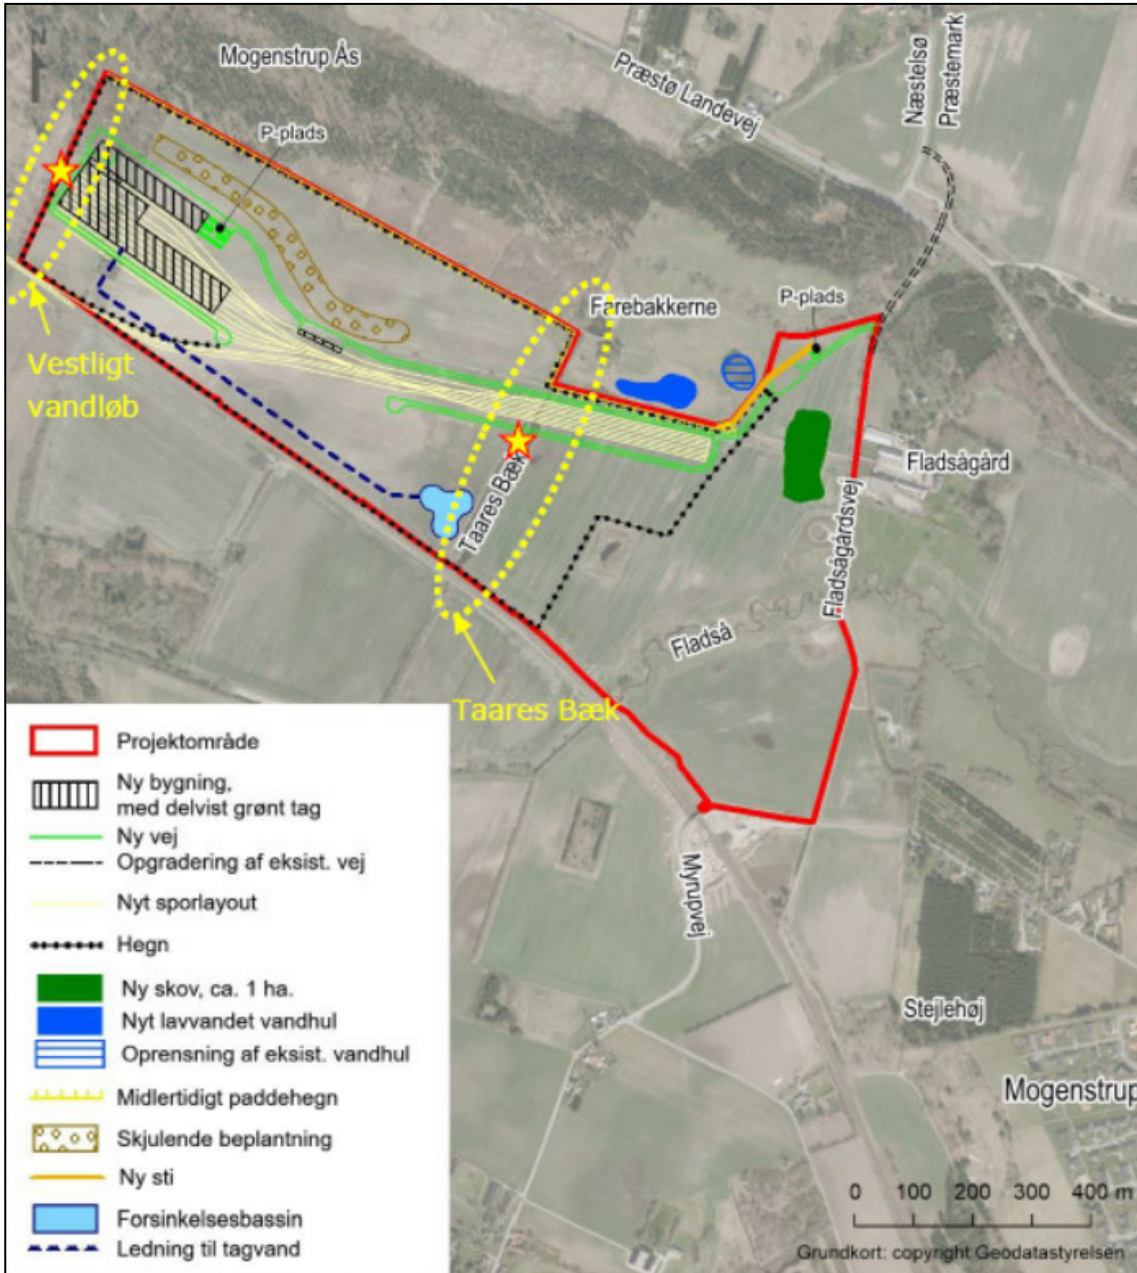 N
Mogenstrup Ås
P-plads
Præstø Landevej
Næstelsø
Præstemark
Farebakkerne
P-plads
Vestligt
vandløb
Fladsågård
Taares Bæk
Fladsågårdsvej
Fladså
Taares Bæk
Projektområde
Ny bygning,
med delvist grønt tag
Ny vej
Opgradering af eksist. vej
Nyt sporlayout
Hegn
Ny skov, ca. 1 ha.
Nyt lavvandet vandhul
Oprensning af eksist. vandhul
Midlertidigt paddehegn
Skjulende beplantning
Ny sti
Forsinkelsesbassin
Ledning til tagvand
Myrupvej
Stejlehøj
Mogenstrup
0 100 200 300 400 m
Grundkort: copyright Geodatastyrelsen